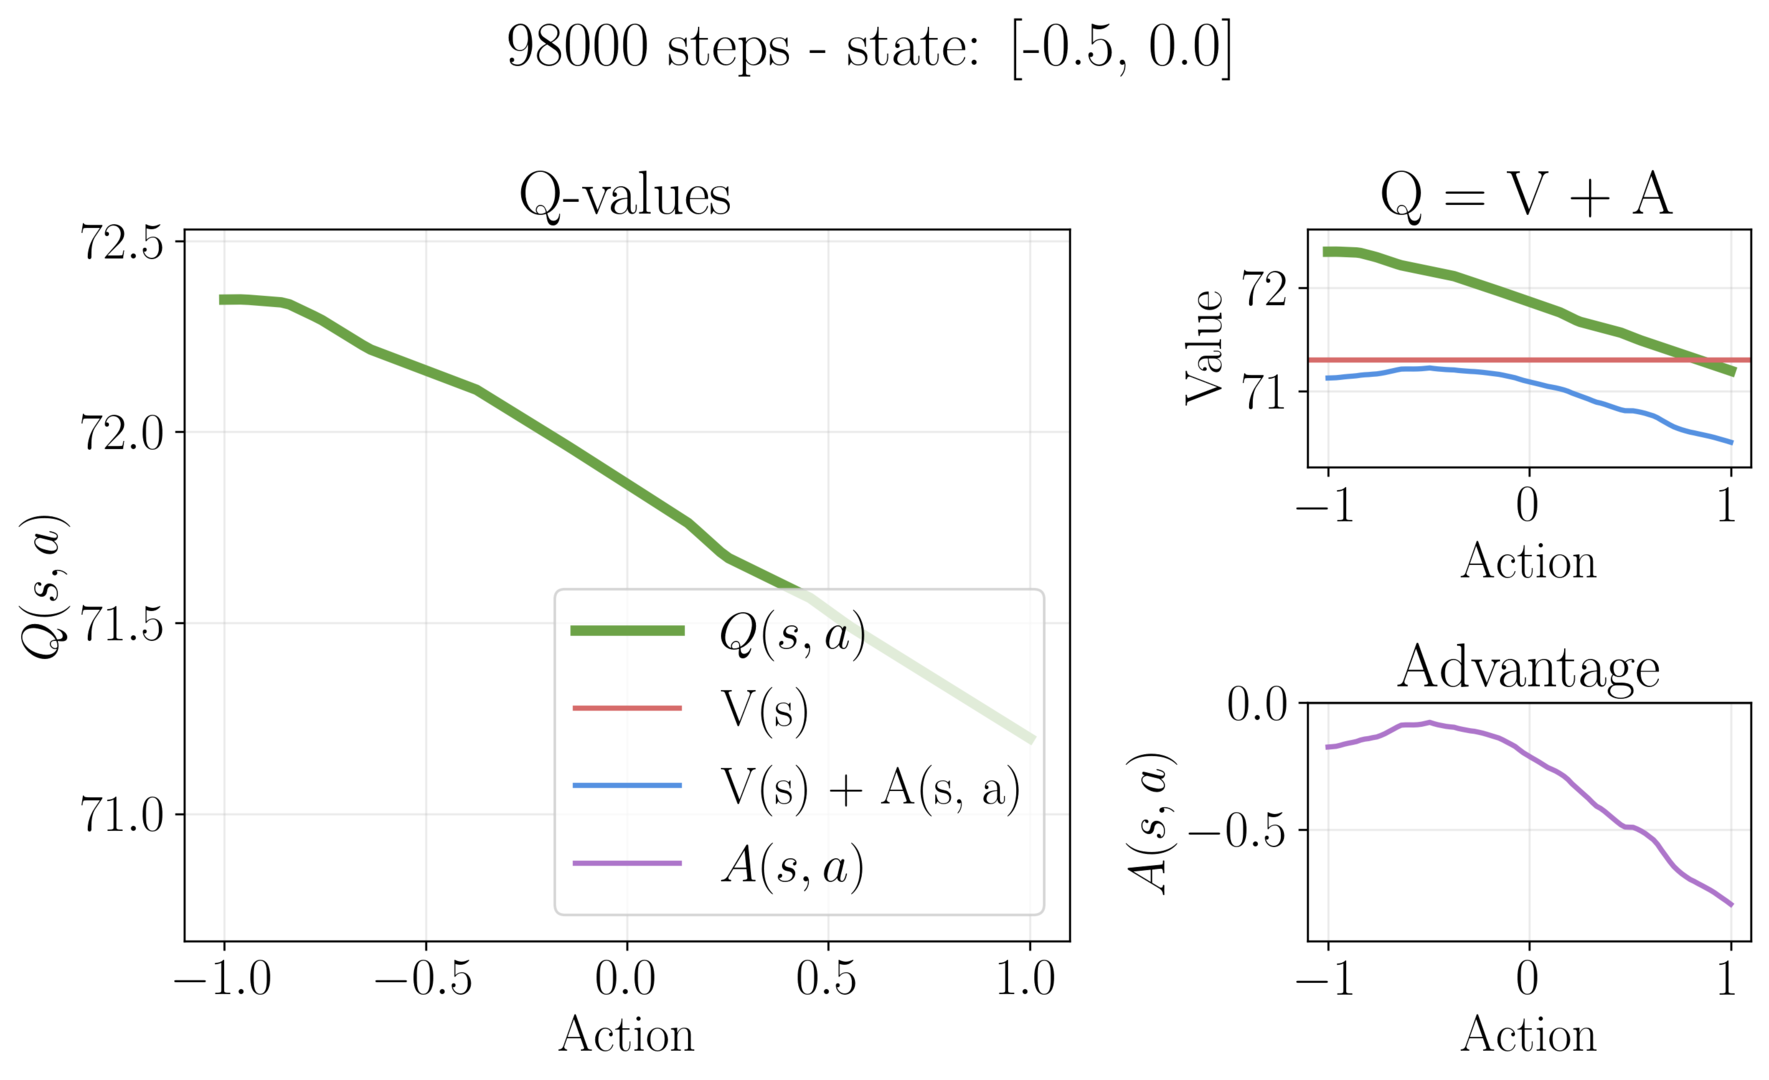 98000 steps - state: [-0.5, 0.0]
Q-values
Q(s, a)
72.5
72.0
71.5
71.0
−1.0 −0.5 0.0 0.5 1.0
Action
Q(s, a)
V(s)
V(s) + A(s, a)
A(s, a)
Q = V + A
Value
72
71
−1 0 1
Action
Advantage
A(s, a)
0.0
−0.5
−1 0 1
Action